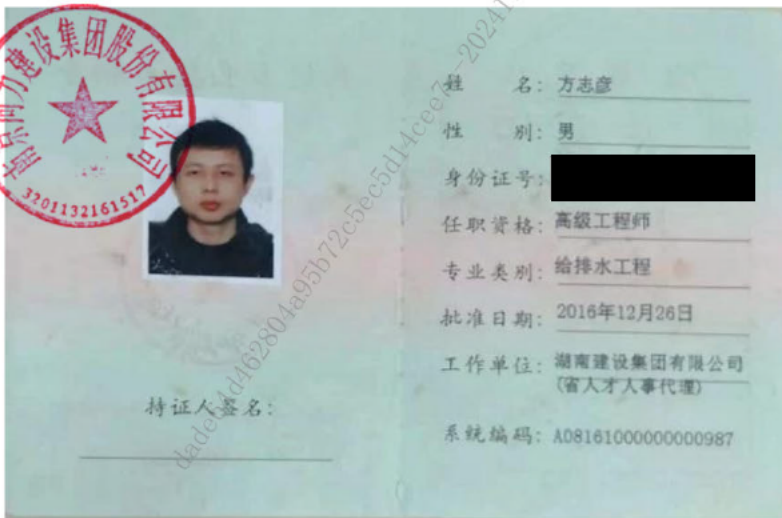 南京同力建设集团股份有限公司
3201132161517
持证人签名:
姓 名: 方志彦
性 别: 男
身份证号:
任职资格: 高级工程师
专业类别: 给排水工程
批准日期: 2016年12月26日
工作单位: 湖南建设集团有限公司
(省人才人事代理)
系统编码: A08161000000000987